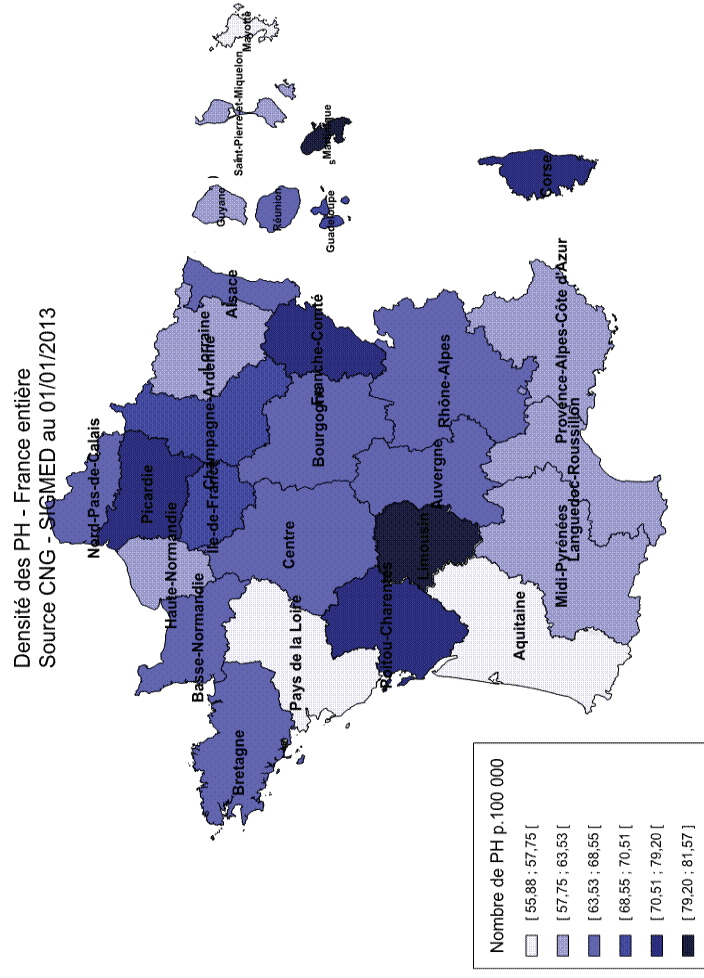 Densité des PH - France entière
Source CNG - SIGMED au 01/01/2013
Nord-Pas-de-Calais
Picardie
Haute-Normandie
Basse-Normandie
Ile-de-France
Champagne-Ardenne
Lorraine
Alsace
Bretagne
Pays de la Loire
Centre
Bourgogne
Franche-Comté
Poitou-Charentes
Limousin
Auvergne
Rhône-Alpes
Aquitaine
Midi-Pyrénées
Languedoc-Roussillon
Provence-Alpes-Côte d'Azur
Corse
Guyane
Réunion
Guadeloupe
Saint-Pierre-et-Miquelon
Martinique
Mayotte
Nombre de PH p.100 000
[ 55,88 ; 57,75 [
[ 57,75 ; 63,53 [
[ 63,53 ; 68,55 [
[ 68,55 ; 70,51 [
[ 70,51 ; 79,20 [
[ 79,20 ; 81,57 ]